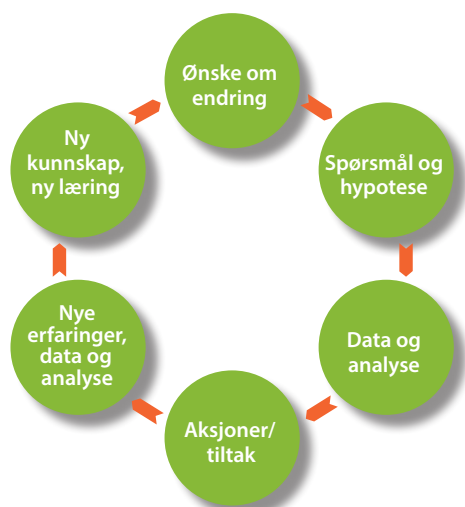 Ønske om
endring
Spørsmål og
hypotese
Data og
analyse
Aksjoner/
tiltak
Nye
erfaringer,
data og
analyse
Ny
kunnskap,
ny læring